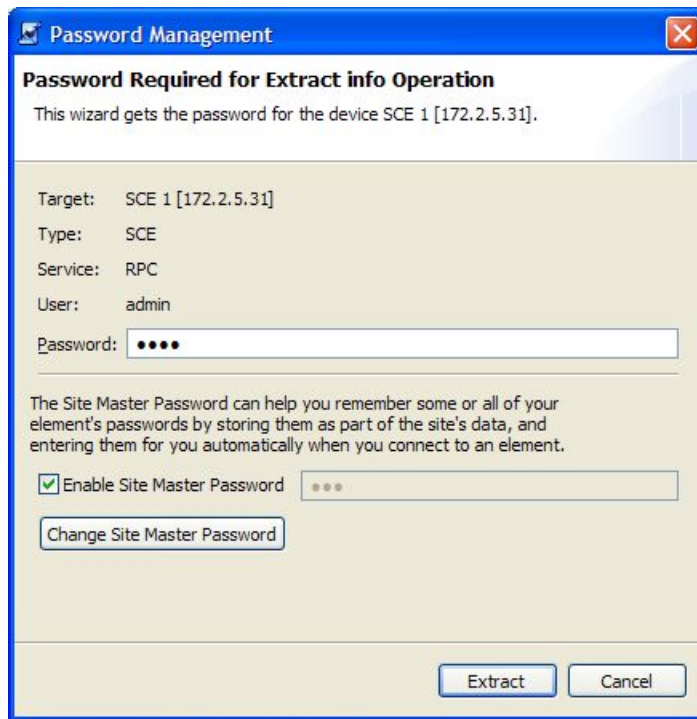 Password Management
Password Required for Extract info Operation
This wizard gets the password for the device SCE 1 [172.2.5.31].
Target: SCE 1 [172.2.5.31]
Type: SCE
Service: RPC
User: admin
Password: ●●●●
The Site Master Password can help you remember some or all of your
element's passwords by storing them as part of the site's data, and
entering them for you automatically when you connect to an element.
Enable Site Master Password ●●●
Change Site Master Password
Extract Cancel